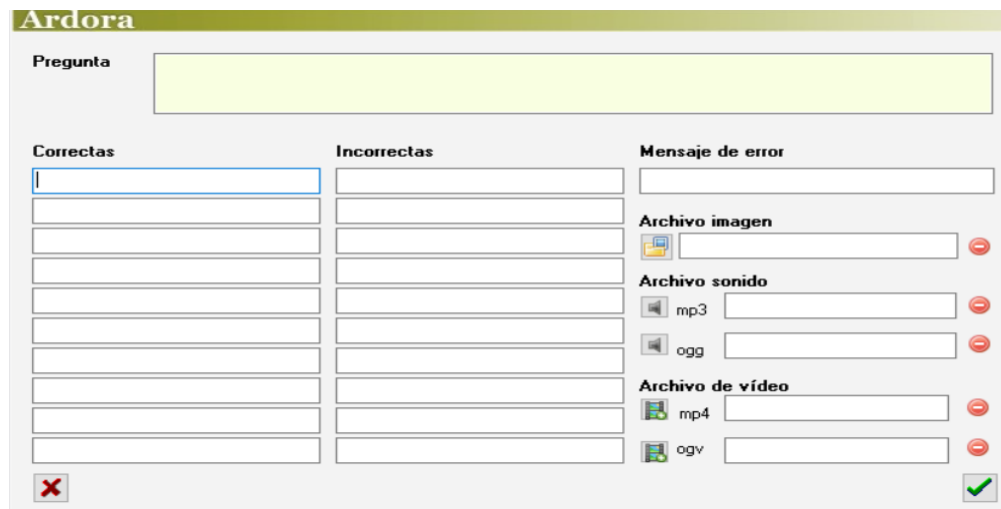 Ardora
Pregunta
Correctas
Incorrectas
Mensaje de error
Archivo imagen
Archivo sonido
mp3
ogg
Archivo de vídeo
mp4
ogv